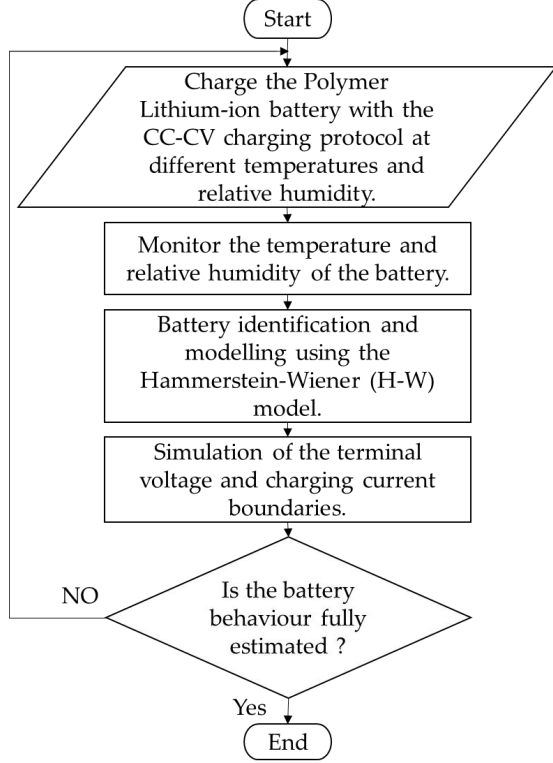 Start
Charge the Polymer
Lithium-ion battery with the
CC-CV charging protocol at
different temperatures and
relative humidity.
Monitor the temperature and
relative humidity of the battery.
Battery identification and
modelling using the
Hammerstein-Wiener (H-W)
model.
Simulation of the terminal
voltage and charging current
boundaries.
Is the battery
behaviour fully
estimated ?
NO
Yes
End